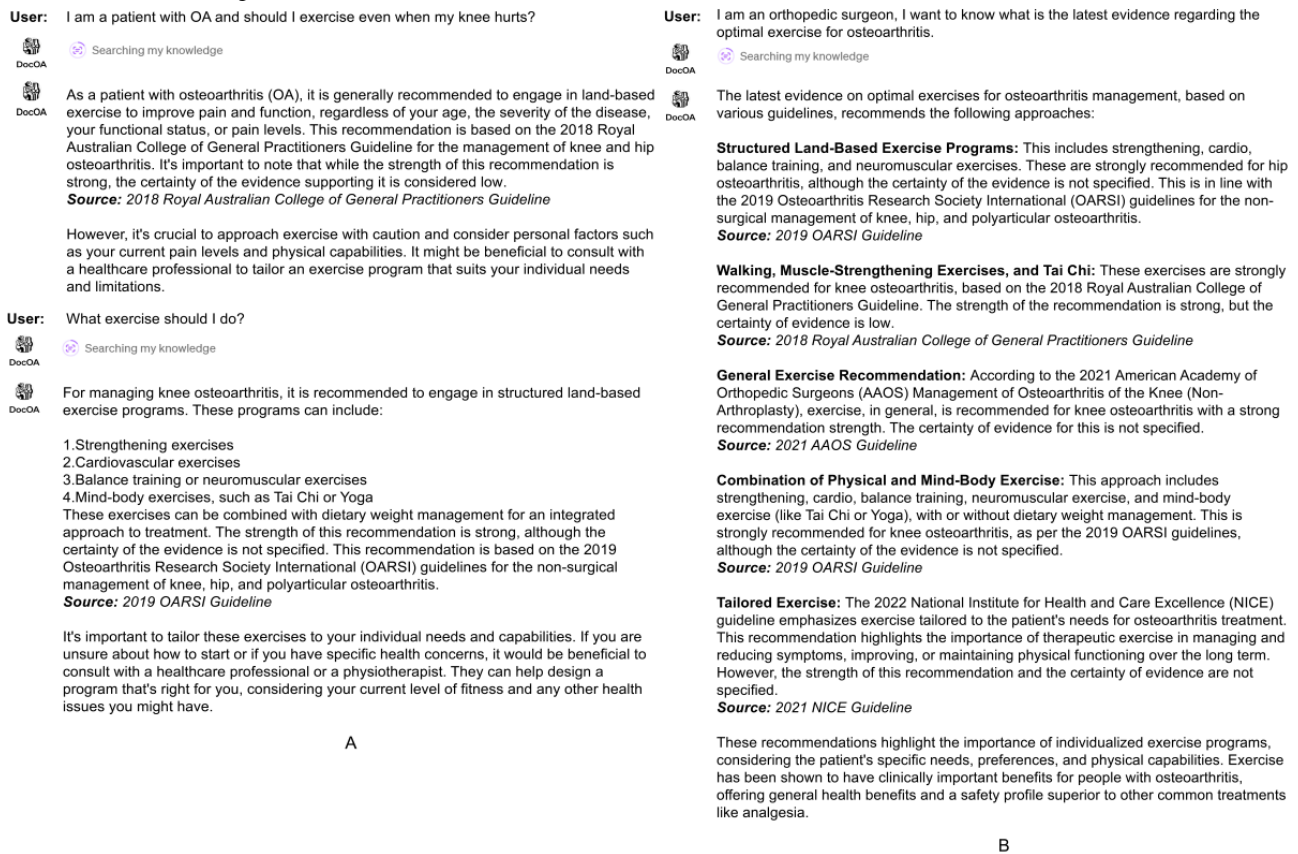 User: I am a patient with OA and should I exercise even when my knee hurts?
DocOA
Searching my knowledge
DocOA
As a patient with osteoarthritis (OA), it is generally recommended to engage in land-based
exercise to improve pain and function, regardless of your age, the severity of the disease,
your functional status, or pain levels. This recommendation is based on the 2018 Royal
Australian College of General Practitioners Guideline for the management of knee and hip
osteoarthritis. It's important to note that while the strength of this recommendation is
strong, the certainty of the evidence supporting it is considered low.
Source: 2018 Royal Australian College of General Practitioners Guideline
However, it's crucial to approach exercise with caution and consider personal factors such
as your current pain levels and physical capabilities. It might be beneficial to consult with
a healthcare professional to tailor an exercise program that suits your individual needs
and limitations.
User: What exercise should I do?
DocOA
Searching my knowledge
DocOA
For managing knee osteoarthritis, it is recommended to engage in structured land-based
exercise programs. These programs can include:
1.Strengthening exercises
2.Cardiovascular exercises
3.Balance training or neuromuscular exercises
4.Mind-body exercises, such as Tai Chi or Yoga
These exercises can be combined with dietary weight management for an integrated
approach to treatment. The strength of this recommendation is strong, although the
certainty of the evidence is not specified. This recommendation is based on the 2019
Osteoarthritis Research Society International (OARSI) guidelines for the non-surgical
management of knee, hip, and polyarticular osteoarthritis.
Source: 2019 OARSI Guideline
It's important to tailor these exercises to your individual needs and capabilities. If you are
unsure about how to start or if you have specific health concerns, it would be beneficial to
consult with a healthcare professional or a physiotherapist. They can help design a
program that's right for you, considering your current level of fitness and any other health
issues you might have.
A
User: I am an orthopedic surgeon, I want to know what is the latest evidence regarding the
optimal exercise for osteoarthritis.
DocOA
Searching my knowledge
DocOA
The latest evidence on optimal exercises for osteoarthritis management, based on
various guidelines, recommends the following approaches:
Structured Land-Based Exercise Programs: This includes strengthening, cardio,
balance training, and neuromuscular exercises. These are strongly recommended for hip
osteoarthritis, although the certainty of the evidence is not specified. This is in line with
the 2019 Osteoarthritis Research Society International (OARSI) guidelines for the non-
surgical management of knee, hip, and polyarticular osteoarthritis.
Source: 2019 OARSI Guideline
Walking, Muscle-Strengthening Exercises, and Tai Chi: These exercises are strongly
recommended for knee osteoarthritis, based on the 2018 Royal Australian College of
General Practitioners Guideline. The strength of the recommendation is strong, but the
certainty of evidence is low.
Source: 2018 Royal Australian College of General Practitioners Guideline
General Exercise Recommendation: According to the 2021 American Academy of
Orthopedic Surgeons (AAOS) Management of Osteoarthritis of the Knee (Non-
Arthroplasty), exercise, in general, is recommended for knee osteoarthritis with a strong
recommendation strength. The certainty of evidence for this is not specified.
Source: 2021 AAOS Guideline
Combination of Physical and Mind-Body Exercise: This approach includes
strengthening, cardio, balance training, neuromuscular exercise, and mind-body
exercise (like Tai Chi or Yoga), with or without dietary weight management. This is
strongly recommended for knee osteoarthritis, as per the 2019 OARSI guidelines,
although the certainty of the evidence is not specified.
Source: 2019 OARSI Guideline
Tailored Exercise: The 2022 National Institute for Health and Care Excellence (NICE)
guideline emphasizes exercise tailored to the patient's needs for osteoarthritis treatment.
This recommendation highlights the importance of therapeutic exercise in managing and
reducing symptoms, improving, or maintaining physical functioning over the long term.
However, the strength of this recommendation and the certainty of evidence are not
specified.
Source: 2021 NICE Guideline
These recommendations highlight the importance of individualized exercise programs,
considering the patient's specific needs, preferences, and physical capabilities. Exercise
has been shown to have clinically important benefits for people with osteoarthritis,
offering general health benefits and a safety profile superior to other common treatments
like analgesia.
B